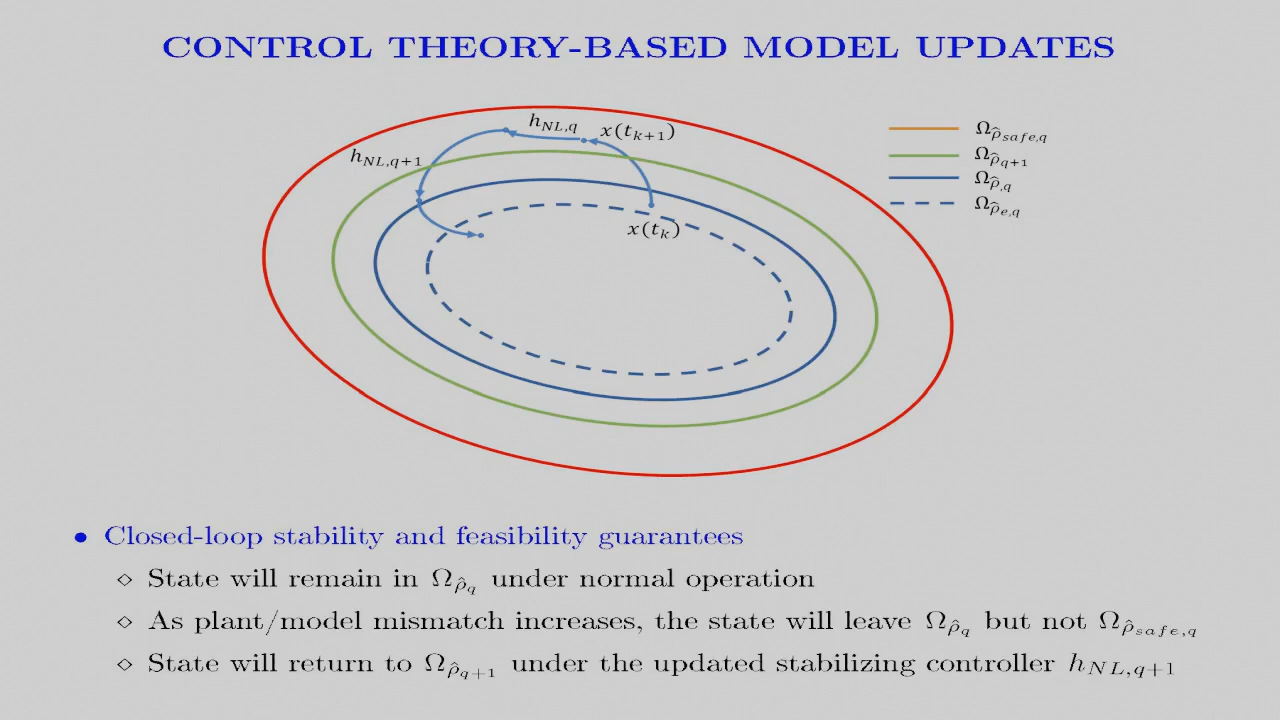 CONTROL THEORY-BASED MODEL UPDATES
h_{NL,q} x(t_{k+1})
h_{NL,q+1}
x(t_k)
Ω_{ρ̂_{safe,q}}
Ω_{ρ̂_{q+1}}
Ω_{ρ̂,q}
Ω_{ρ̂_{e,q}}
• Closed-loop stability and feasibility guarantees
⋄ State will remain in Ω_{ρ̂_q} under normal operation
⋄ As plant/model mismatch increases, the state will leave Ω_{ρ̂_q} but not Ω_{ρ̂_{safe,q}}
⋄ State will return to Ω_{ρ̂_{q+1}} under the updated stabilizing controller h_{NL,q+1}